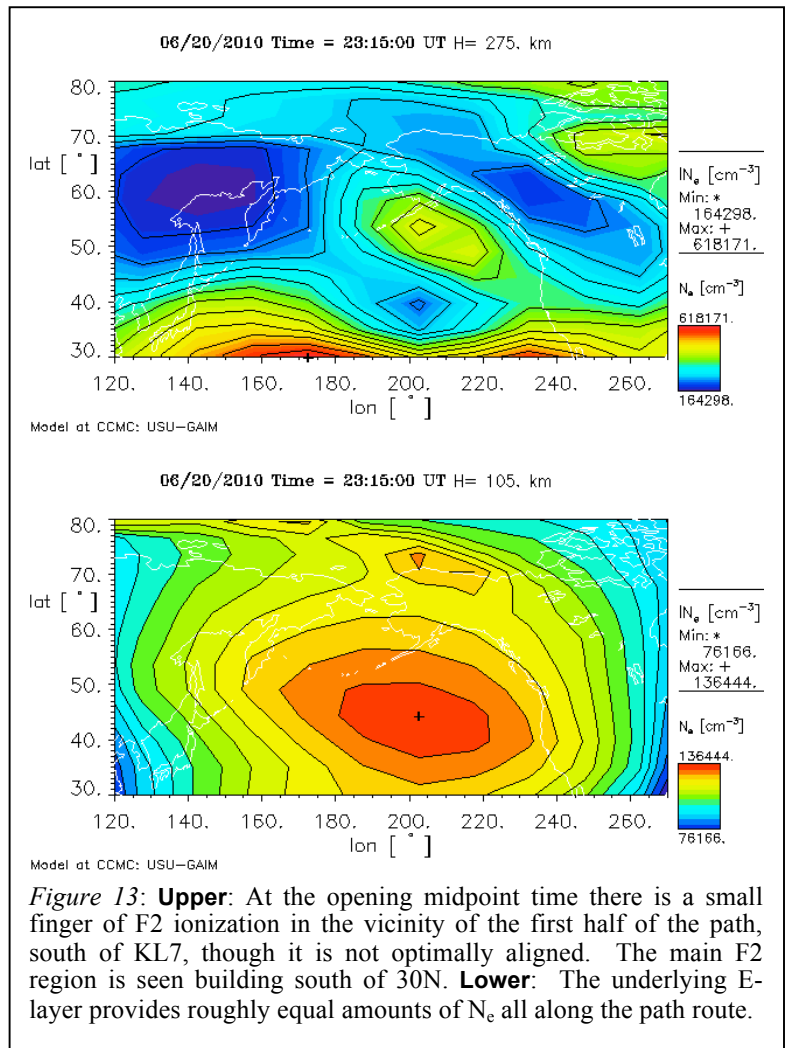 06/20/2010 Time = 23:15:00 UT H= 275. km
80.
70.
lat [ ° ]
60.
50.
40.
30.
120. 140. 160. 180. 200. 220. 240. 260.
lon [ ° ]
Model at CCMC: USU-GAIM
INe [cm-3]
Min: *
164298.
Max: +
618171.
Ne [cm-3]
618171.
164298.
06/20/2010 Time = 23:15:00 UT H= 105. km
80.
70.
lat [ ° ]
60.
50.
40.
30.
120. 140. 160. 180. 200. 220. 240. 260.
lon [ ° ]
Model at CCMC: USU-GAIM
INe [cm-3]
Min: *
76166.
Max: +
136444.
Ne [cm-3]
136444.
76166.
Figure 13: Upper: At the opening midpoint time there is a small
finger of F2 ionization in the vicinity of the first half of the path,
south of KL7, though it is not optimally aligned. The main F2
region is seen building south of 30N. Lower: The underlying E-
layer provides roughly equal amounts of Ne all along the path route.